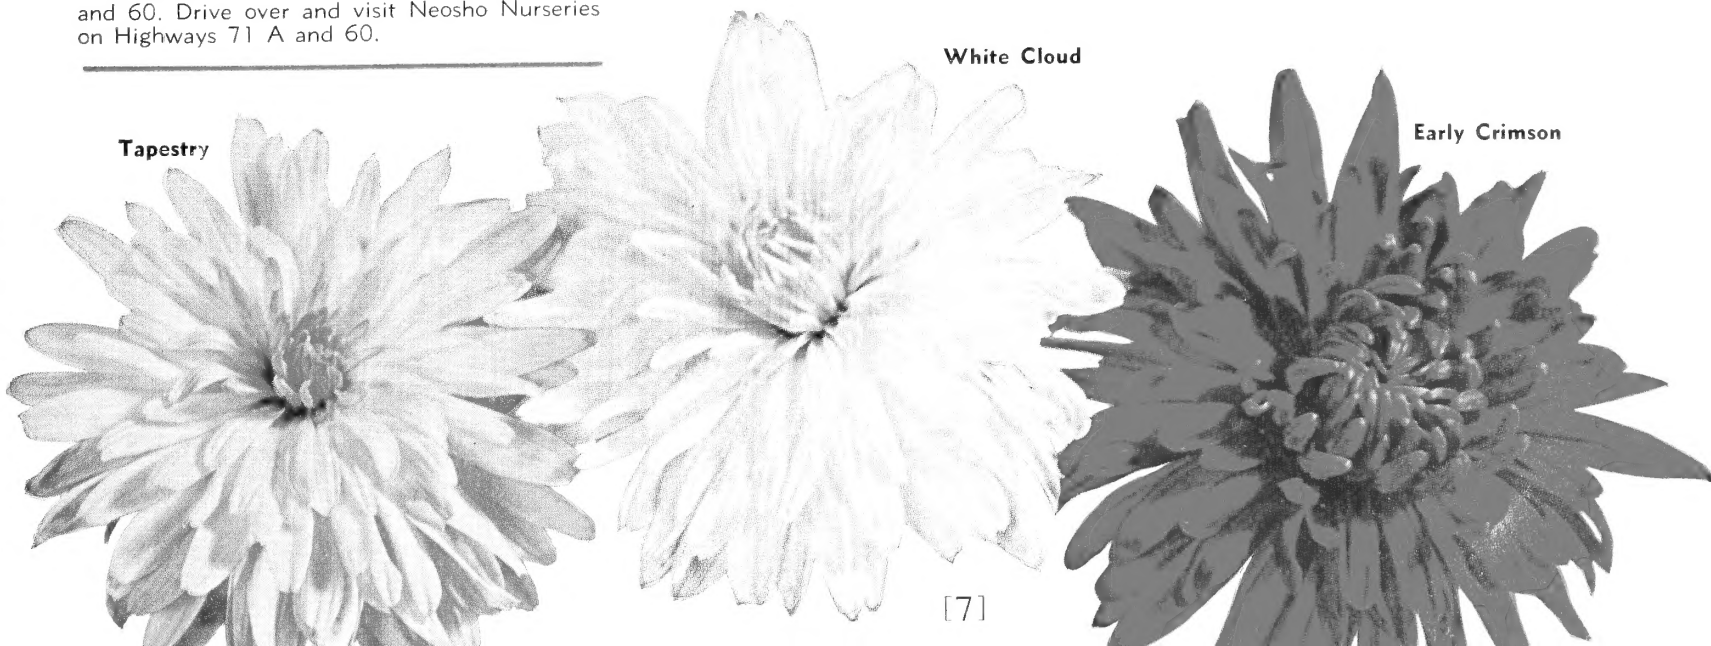 and 60. Drive over and visit Neosho Nurseries
on Highways 71 A and 60.
White Cloud
Tapestry
Early Crimson
[7]